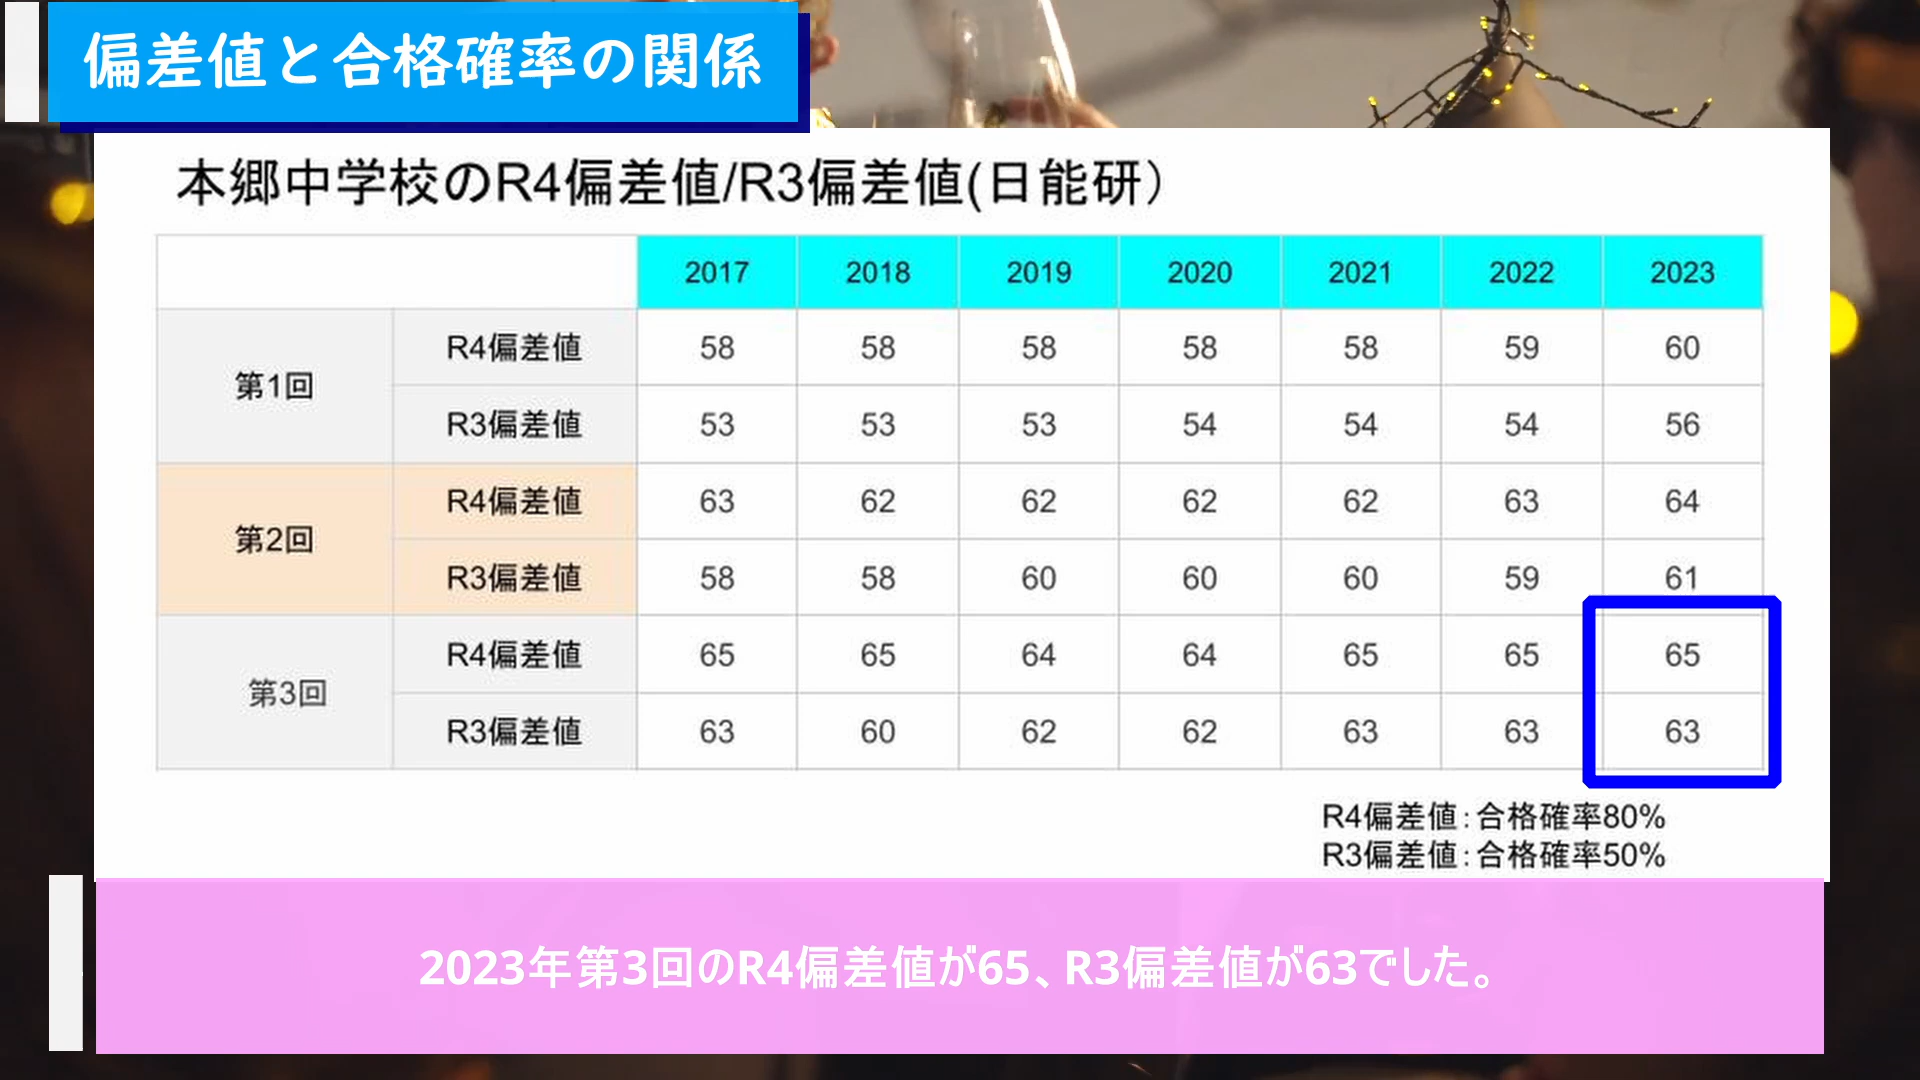 偏差値と合格確率の関係
本郷中学校のR4偏差値/R3偏差値(日能研）
2017 2018 2019 2020 2021 2022 2023
第1回
R4偏差値 58 58 58 58 58 59 60
R3偏差値 53 53 53 54 54 54 56
第2回
R4偏差値 63 62 62 62 62 63 64
R3偏差値 58 58 60 60 60 59 61
第3回
R4偏差値 65 65 64 64 65 65 65
R3偏差値 63 60 62 62 63 63 63
R4偏差値：合格確率80%
R3偏差値：合格確率50%
2023年第3回のR4偏差値が65、R3偏差値が63でした。